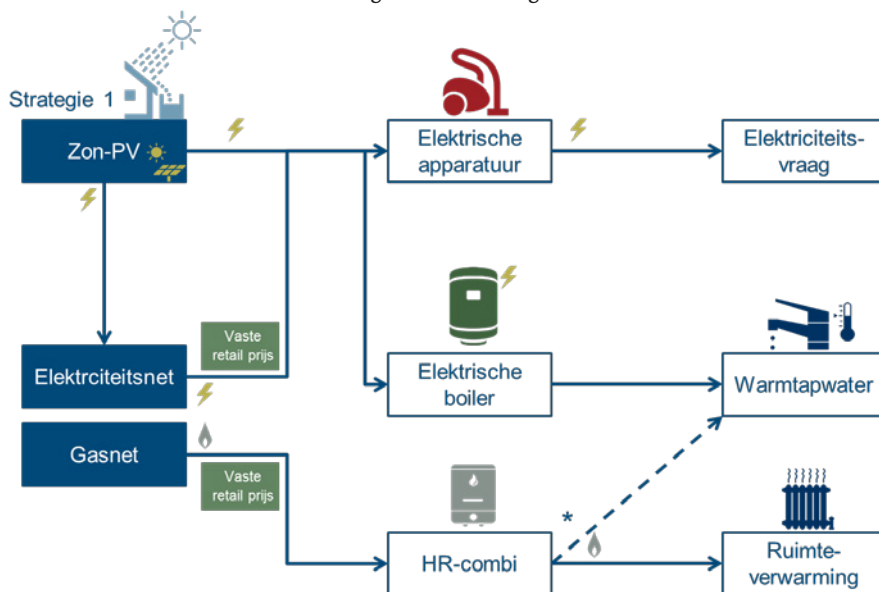 Strategie 1
Zon-PV
Elektrische
apparatuur
Elektriciteits-
vraag
Vaste
retail prijs
Elektrciteitsnet
Elektrische
boiler
Warmtapwater
Gasnet
Vaste
retail prijs
*
HR-combi
Ruimte-
verwarming